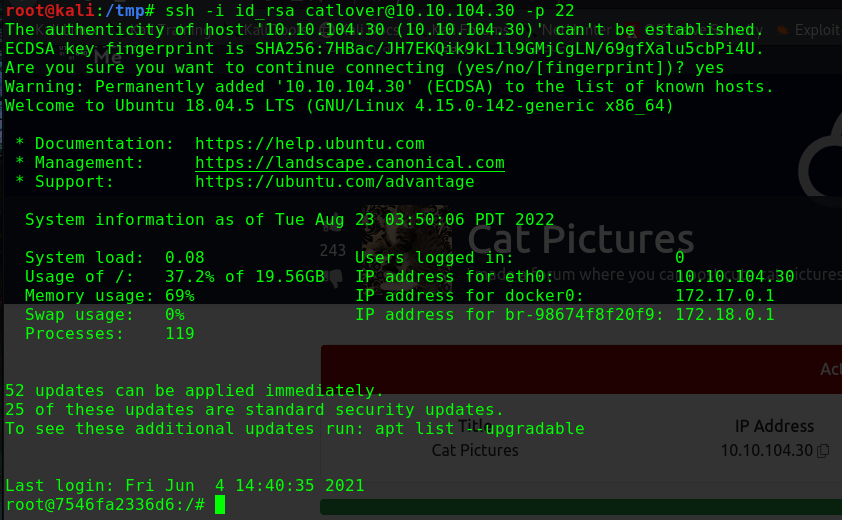 root@kali:/tmp# ssh -i id_rsa catlover@10.10.104.30 -p 22
The authenticity of host '10.10.104.30 (10.10.104.30)' can't be established.
ECDSA key fingerprint is SHA256:7HBac/JH7EKQik9kL1l9GMjCgLN/69gfXalu5cbPi4U.
Are you sure you want to continue connecting (yes/no/[fingerprint])? yes
Warning: Permanently added '10.10.104.30' (ECDSA) to the list of known hosts.
Welcome to Ubuntu 18.04.5 LTS (GNU/Linux 4.15.0-142-generic x86_64)
* Documentation: https://help.ubuntu.com
* Management: https://landscape.canonical.com
* Support: https://ubuntu.com/advantage
System information as of Tue Aug 23 03:50:06 PDT 2022
System load: 0.08 Users logged in: 0
Usage of /: 37.2% of 19.56GB IP address for eth0: 10.10.104.30
Memory usage: 69% IP address for docker0: 172.17.0.1
Swap usage: 0% IP address for br-98674f8f20f9: 172.18.0.1
Processes: 119
52 updates can be applied immediately.
25 of these updates are standard security updates.
To see these additional updates run: apt list --upgradable
Last login: Fri Jun 4 14:40:35 2021
root@7546fa2336d6:/#
Exploit
Me
243
Cat Pictures
forum where you can
cat pictures
Act
Title IP Address
Cat Pictures 10.10.104.30